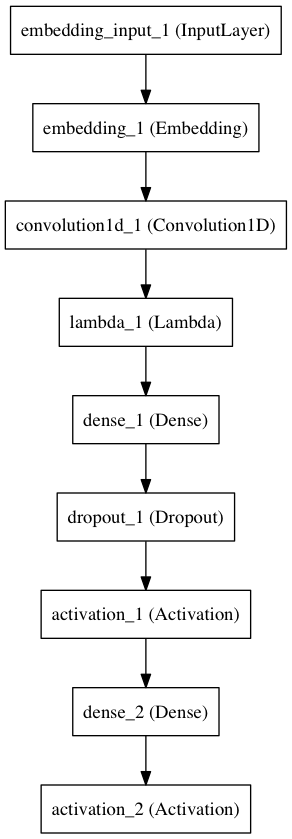 embedding_input_1 (InputLayer)
embedding_1 (Embedding)
convolution1d_1 (Convolution1D)
lambda_1 (Lambda)
dense_1 (Dense)
dropout_1 (Dropout)
activation_1 (Activation)
dense_2 (Dense)
activation_2 (Activation)